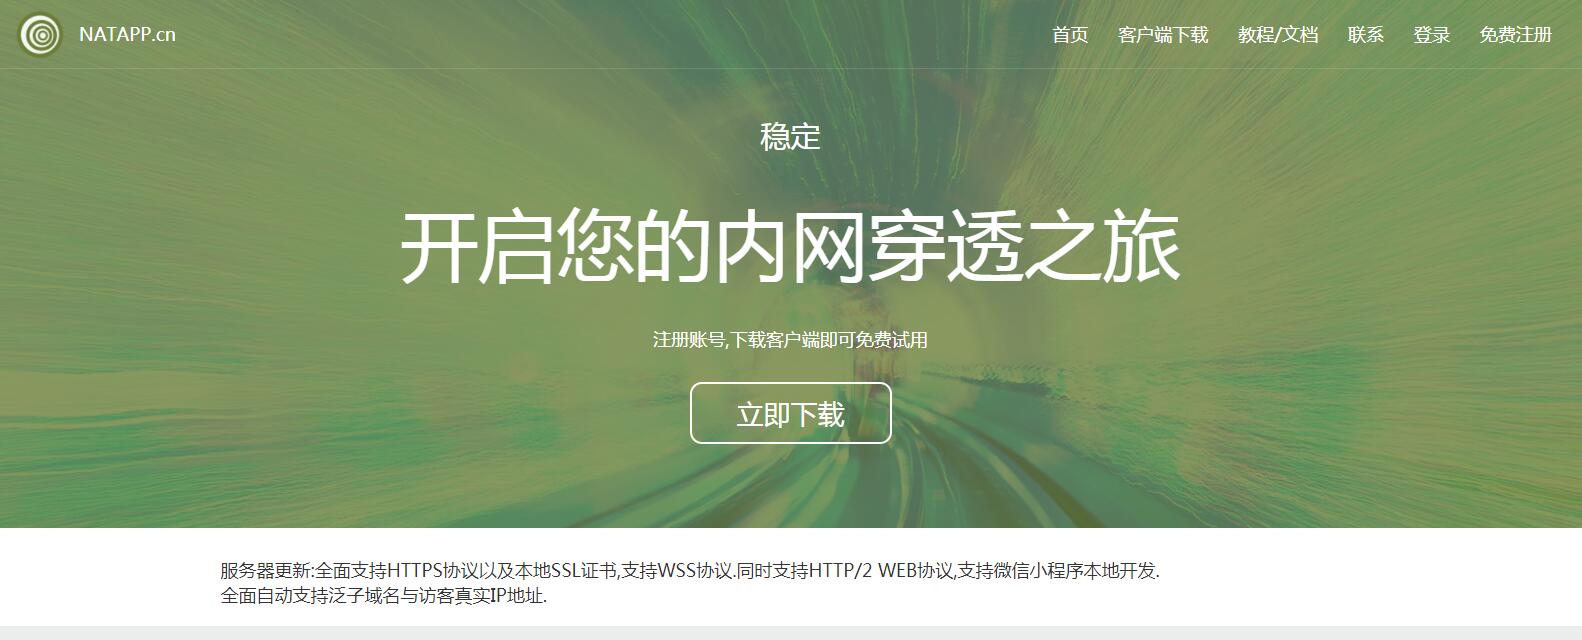 NATAPP.cn
首页 客户端下载 教程/文档 联系 登录 免费注册
稳定
开启您的内网穿透之旅
注册账号,下载客户端即可免费试用
立即下载
服务器更新:全面支持HTTPS协议以及本地SSL证书,支持WSS协议.同时支持HTTP/2 WEB协议,支持微信小程序本地开发.
全面自动支持泛子域名与访客真实IP地址.